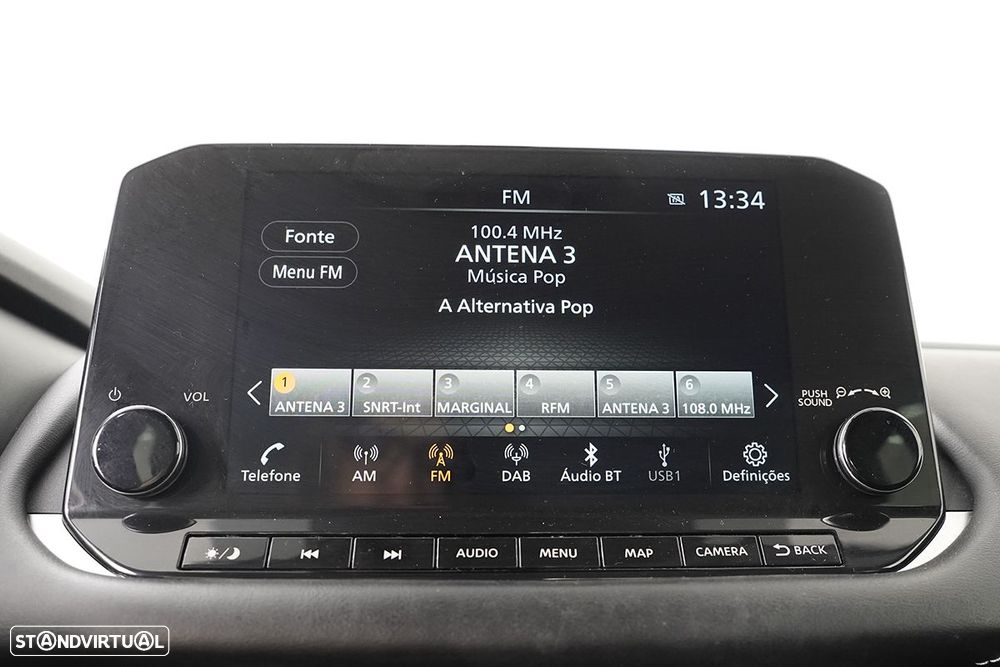 FM
13:34
Fonte
100.4 MHz
ANTENA 3
Menu FM
Música Pop
A Alternativa Pop
1 2 3 4 5 6
ANTENA 3 SNRT-Int MARGINAL RFM ANTENA 3 108.0 MHz
VOL
PUSH
SOUND
Telefone AM FM DAB Áudio BT USB1 Definições
AUDIO MENU MAP CAMERA BACK
STANDVIRTUAL